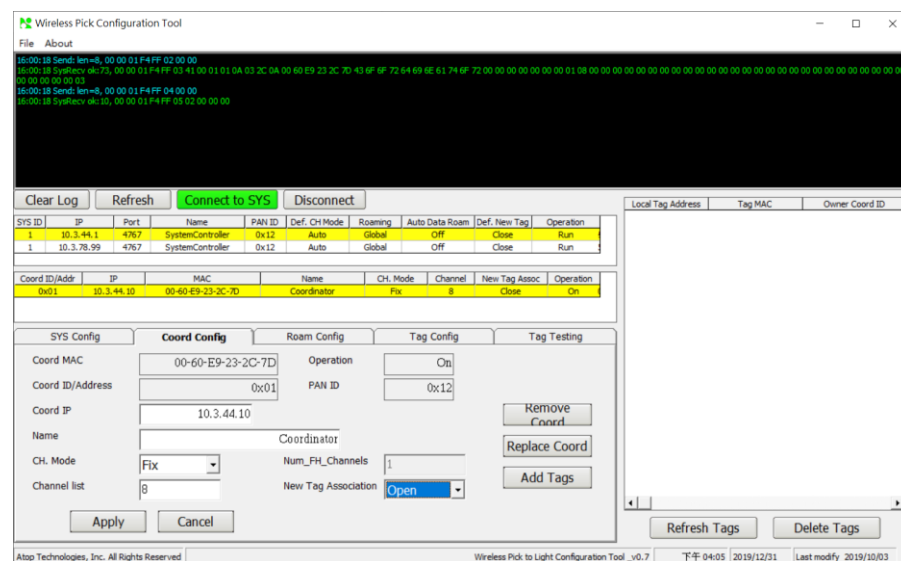 Wireless Pick Configuration Tool
File About
16:00:18 Send: len=8, 00 00 01 F4 FF 02 00 00
16:00:18 SysRecv ok:73, 00 00 01 F4 FF 03 41 00 01 01 0A 03 2C 0A 00 60 E9 23 2C 7D 43 6F 6F 72 64 69 6E 61 74 6F 72 00 00 00 00 00 00 00 01 08 00 00 00 00 00 00 00 00 00 00 00 00 00 00 00 00 00 00 00 00 00 00
00 00 00 00 00 03
16:00:18 Send: len=8, 00 00 01 F4 FF 04 00 00
16:00:18 SysRecv ok:10, 00 00 01 F4 FF 05 02 00 00 00
Clear Log Refresh Connect to SYS Disconnect
Local Tag Address Tag MAC Owner Coord ID
SYS ID IP Port Name PAN ID Def. CH Mode Roaming Auto Data Roam Def. New Tag Operation
1 10.3.44.1 4767 SystemController 0x12 Auto Global Off Close Run
1 10.3.78.99 4767 SystemController 0x12 Auto Global Off Close Run
Coord ID/Addr IP MAC Name CH. Mode Channel New Tag Assoc Operation
0x01 10.3.44.10 00-60-E9-23-2C-7D Coordinator Fix 8 Close On
SYS Config Coord Config Roam Config Tag Config Tag Testing
Coord MAC 00-60-E9-23-2C-7D Operation On
Coord ID/Address 0x01 PAN ID 0x12
Coord IP 10.3.44.10 Remove Coord
Name Coordinator Replace Coord
CH. Mode Fix Num_FH_Channels 1
Channel list 8 New Tag Association Open Add Tags
Apply Cancel
Refresh Tags Delete Tags
Atop Technologies, Inc. All Rights Reserved Wireless Pick to Light Configuration Tool _v0.7 下午 04:05 2019/12/31 Last modify 2019/10/03